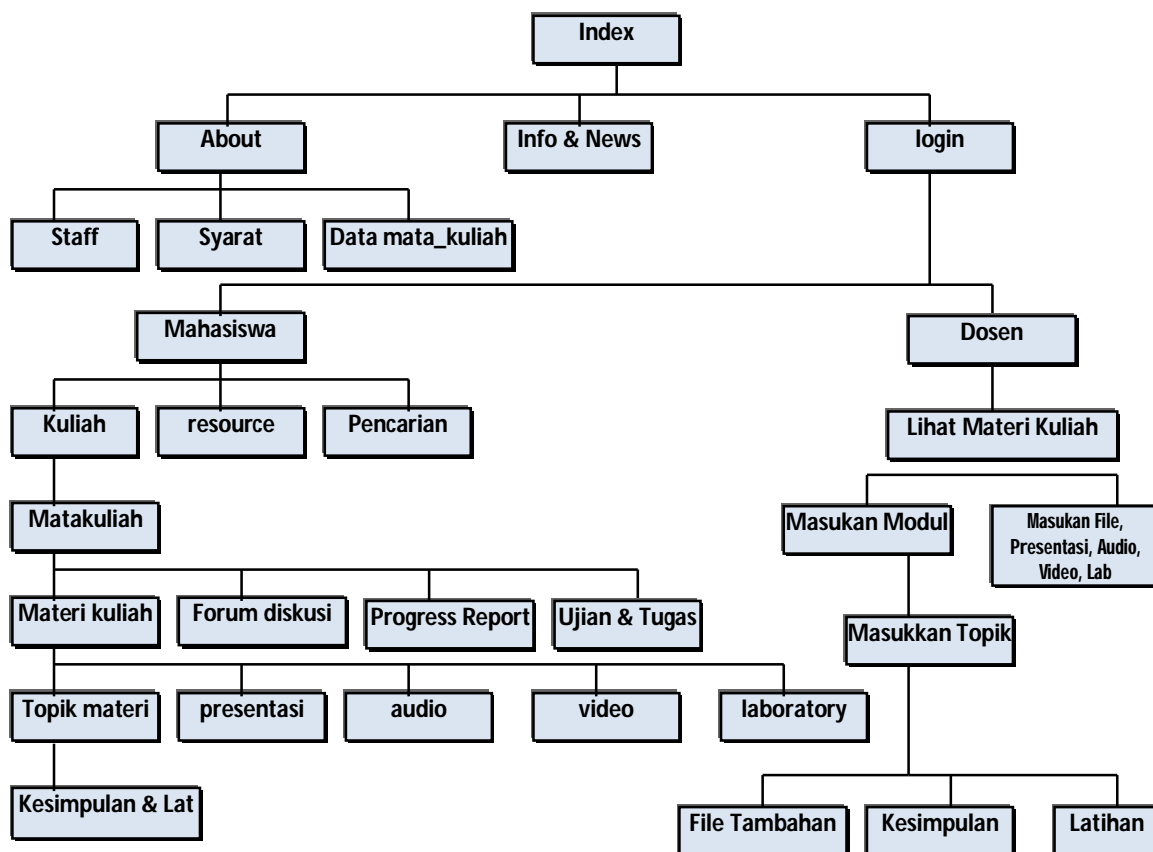 Index
About
Info & News
login
Staff
Syarat
Data mata_kuliah
Mahasiswa
Dosen
Kuliah
resource
Pencarian
Lihat Materi Kuliah
Matakuliah
Masukan Modul
Masukan File,
Presentasi, Audio,
Video, Lab
Materi kuliah
Forum diskusi
Progress Report
Ujian & Tugas
Masukkan Topik
Topik materi
presentasi
audio
video
laboratory
Kesimpulan & Lat
File Tambahan
Kesimpulan
Latihan